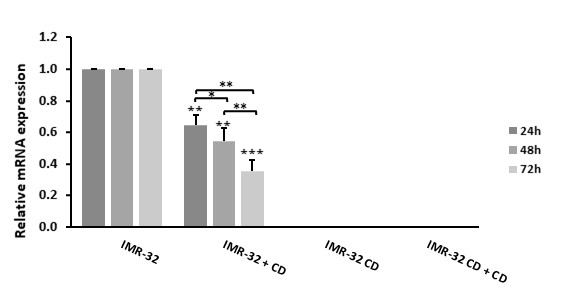 Relative mRNA expression
1.2
1.0
0.8
0.6
0.4
0.2
0.0
**
*
**
**
**
***
24h
48h
72h
IMR-32
IMR-32 + CD
IMR-32 CD
IMR-32 CD + CD